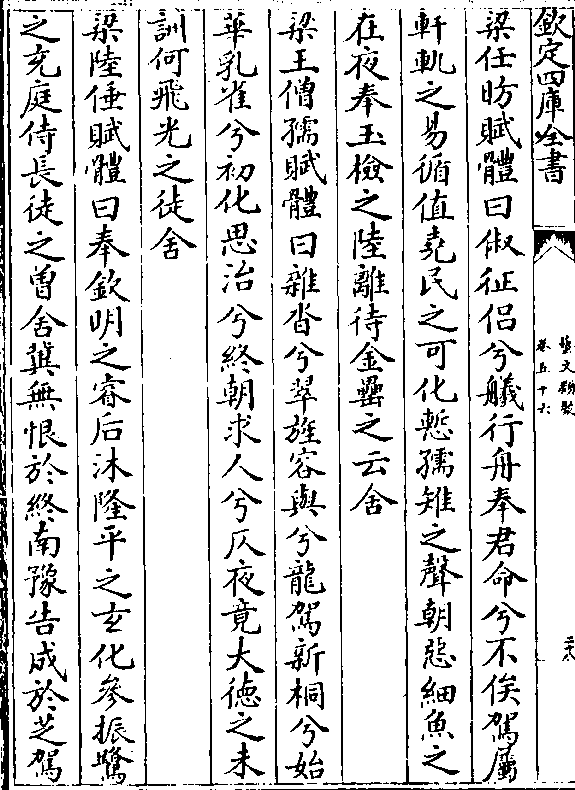 欽定四庫全書
藝文類聚
卷五十六
二六
梁任昉賦體曰俶征侶兮艤行舟奉君命兮不俟駕屬
軒軌之易循值堯民之可化慙孺雉之聲朝惡細魚之
在夜奉玉檢之陸離待金罍之云舍
梁王僧孺賦體曰雜沓兮翠旌容與兮龍駕新桐兮始
華乳雀兮初化思治兮終朝求人兮仄夜竟大德之未
訓何飛光之徒舍
梁陸倕賦體曰奉欽明之睿后沐隆平之玄化參振鷺
之充庭侍長徒之曽舍冀無恨於終南豫告成於芝駕